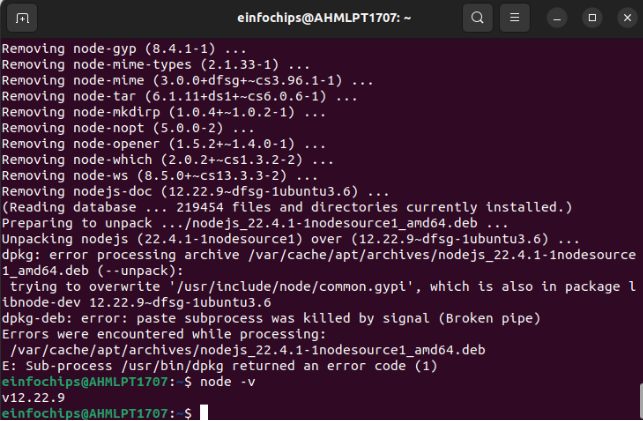 einfochips@AHMLPT1707: ~
Removing node-gyp (8.4.1-1) ...
Removing node-mime-types (2.1.33-1) ...
Removing node-mime (3.0.0+dfsg+~cs3.96.1-1) ...
Removing node-tar (6.1.11+ds1+~cs6.0.6-1) ...
Removing node-mkdirp (1.0.4+~1.0.2-1) ...
Removing node-nopt (5.0.0-2) ...
Removing node-opener (1.5.2+~1.4.0-1) ...
Removing node-which (2.0.2+~cs1.3.2-2) ...
Removing node-ws (8.5.0+~cs13.3.3-2) ...
Removing nodejs-doc (12.22.9~dfsg-1ubuntu3.6) ...
(Reading database ... 219454 files and directories currently installed.)
Preparing to unpack .../nodejs_22.4.1-1nodesource1_amd64.deb ...
Unpacking nodejs (22.4.1-1nodesource1) over (12.22.9~dfsg-1ubuntu3.6) ...
dpkg: error processing archive /var/cache/apt/archives/nodejs_22.4.1-1nodesource
1_amd64.deb (--unpack):
 trying to overwrite '/usr/include/node/common.gypi', which is also in package l
ibnode-dev 12.22.9~dfsg-1ubuntu3.6
dpkg-deb: error: paste subprocess was killed by signal (Broken pipe)
Errors were encountered while processing:
 /var/cache/apt/archives/nodejs_22.4.1-1nodesource1_amd64.deb
E: Sub-process /usr/bin/dpkg returned an error code (1)
einfochips@AHMLPT1707:~$ node -v
v12.22.9
einfochips@AHMLPT1707:~$